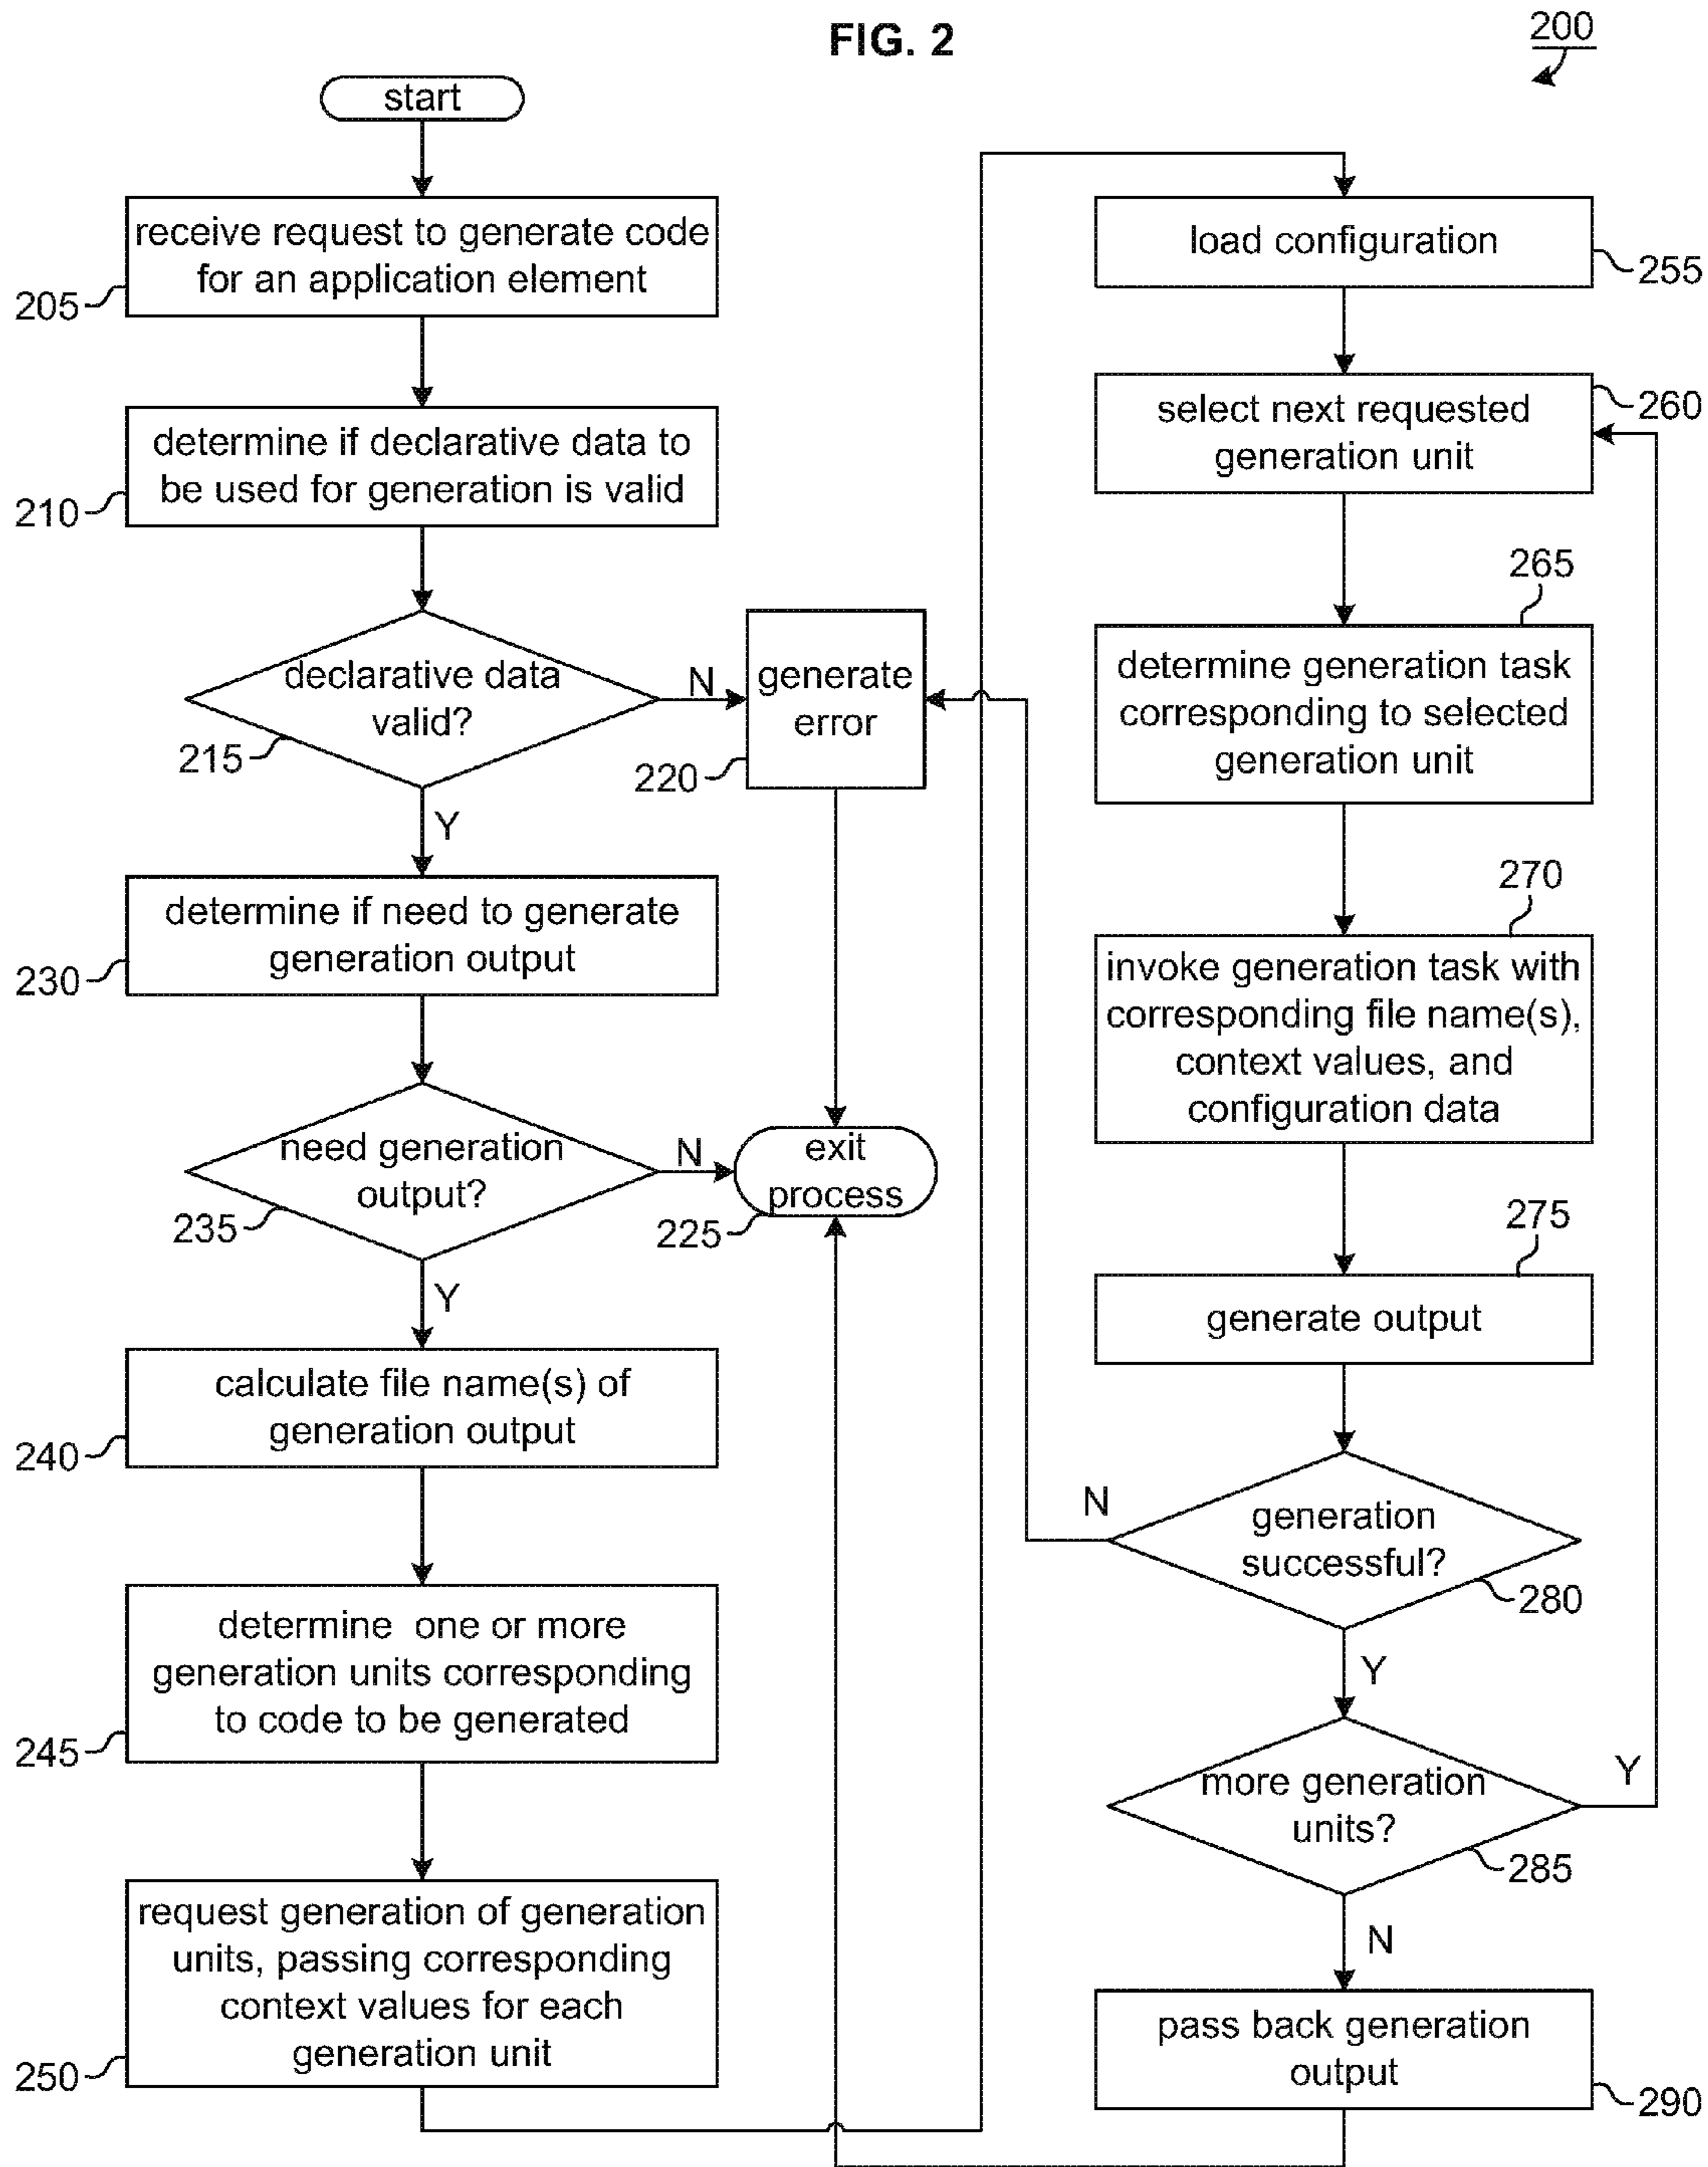 FIG. 2
200
start
receive request to generate code
for an application element
205
determine if declarative data to
be used for generation is valid
210
declarative data
valid?
215
N
generate
error
220
Y
determine if need to generate
generation output
230
need generation
output?
235
N
exit
process
225
Y
calculate file name(s) of
generation output
240
determine one or more
generation units corresponding
to code to be generated
245
request generation of generation
units, passing corresponding
context values for each
generation unit
250
load configuration
255
select next requested
generation unit
260
265
determine generation task
corresponding to selected
generation unit
270
invoke generation task with
corresponding file name(s),
context values, and
configuration data
275
generate output
N
generation
successful?
280
Y
more generation
units?
Y
285
N
pass back generation
output
290